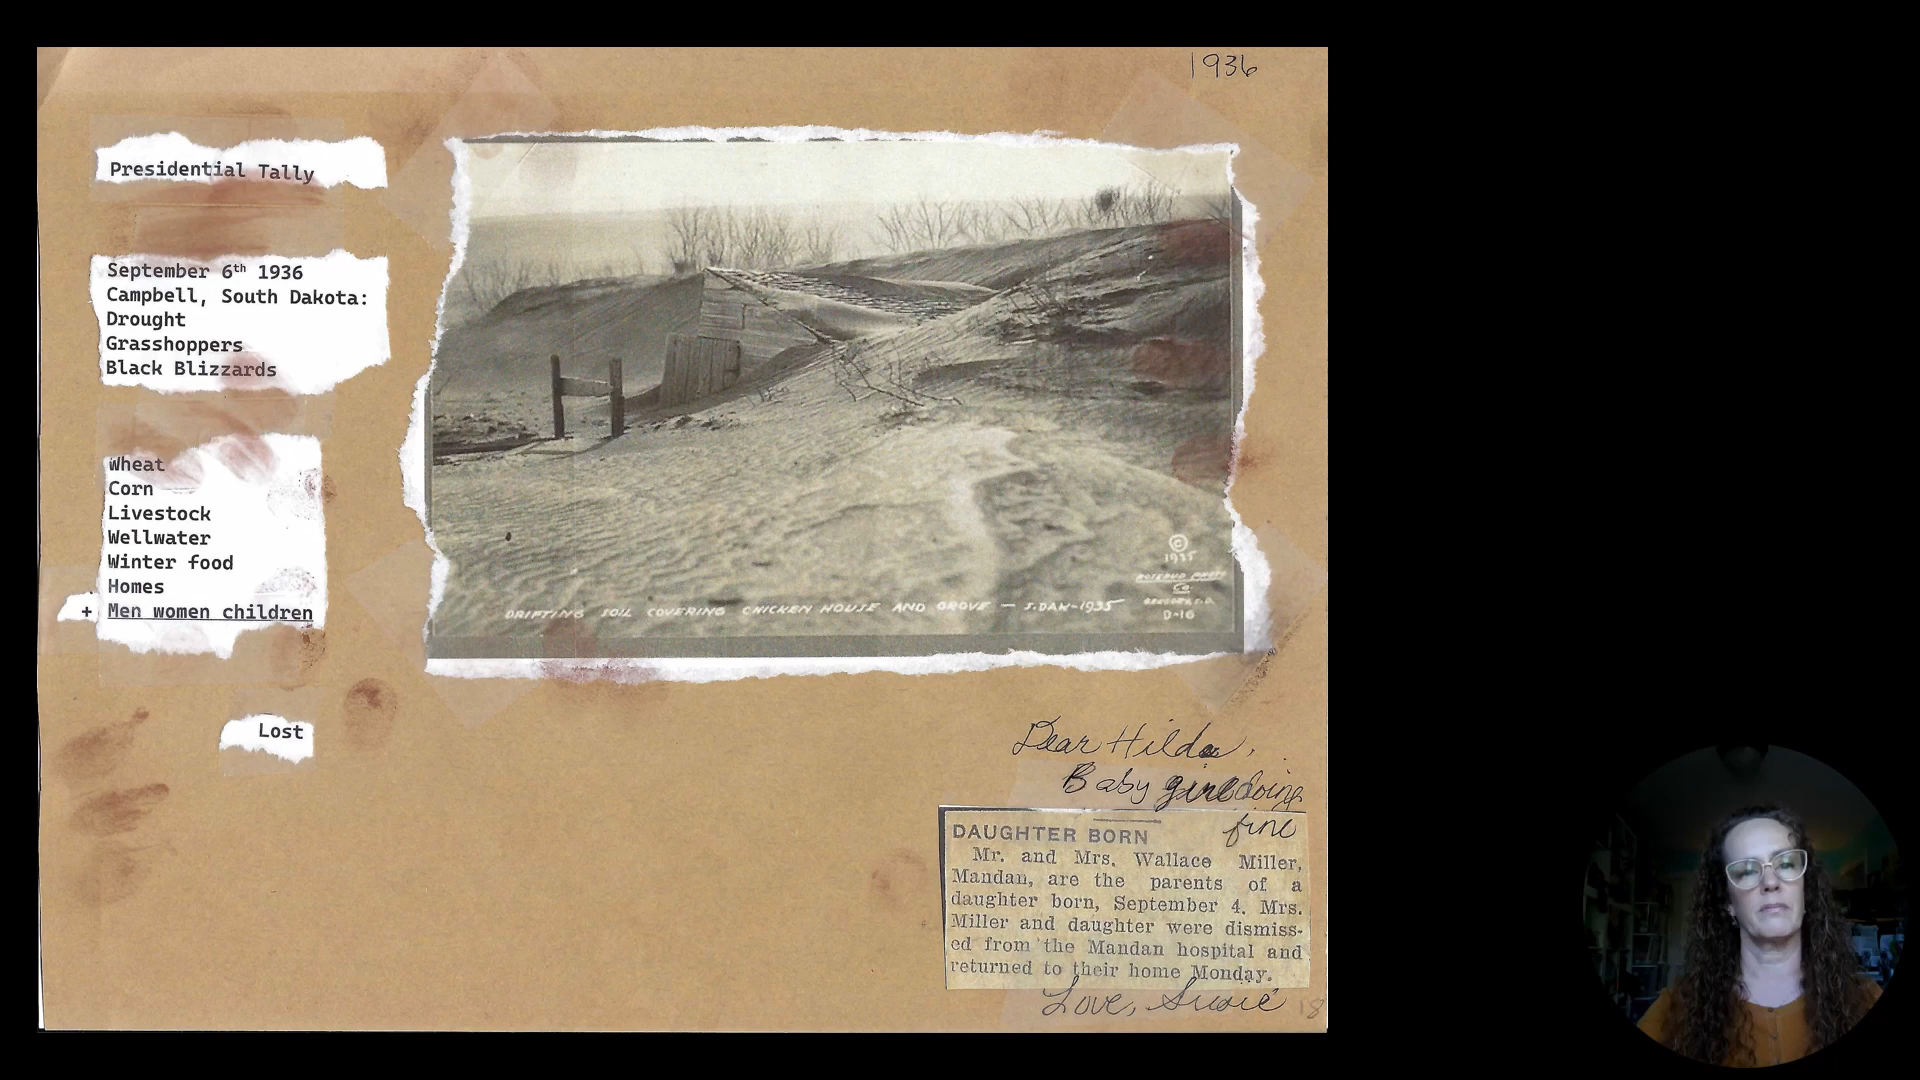 1936
Presidential Tally
September 6th 1936
Campbell, South Dakota:
Drought
Grasshoppers
Black Blizzards
Wheat
Corn
Livestock
Wellwater
Winter food
Homes
+ Men women children
Lost
© 1935
ROSEBUD PHOTO
Co.
GREGORY, S.D.
D-16
DRIFTING SOIL COVERING CHICKEN HOUSE AND GROVE — S.DAK-1935
Dear Hilda,
Baby girl doing
fine
DAUGHTER BORN
Mr. and Mrs. Wallace Miller,
Mandan, are the parents of a
daughter born, September 4. Mrs.
Miller and daughter were dismiss-
ed from the Mandan hospital and
returned to their home Monday.
Love, Susie
18